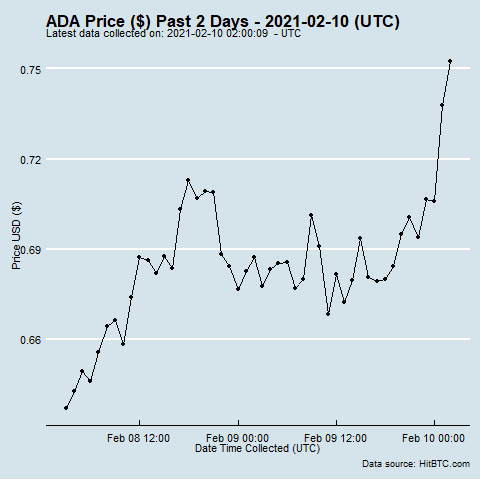 ADA Price ($) Past 2 Days - 2021-02-10 (UTC)
Latest data collected on: 2021-02-10 02:00:09  - UTC
Price USD ($)
0.75
0.72
0.69
0.66
Feb 08 12:00
Feb 09 00:00
Feb 09 12:00
Feb 10 00:00
Date Time Collected (UTC)
Data source: HitBTC.com